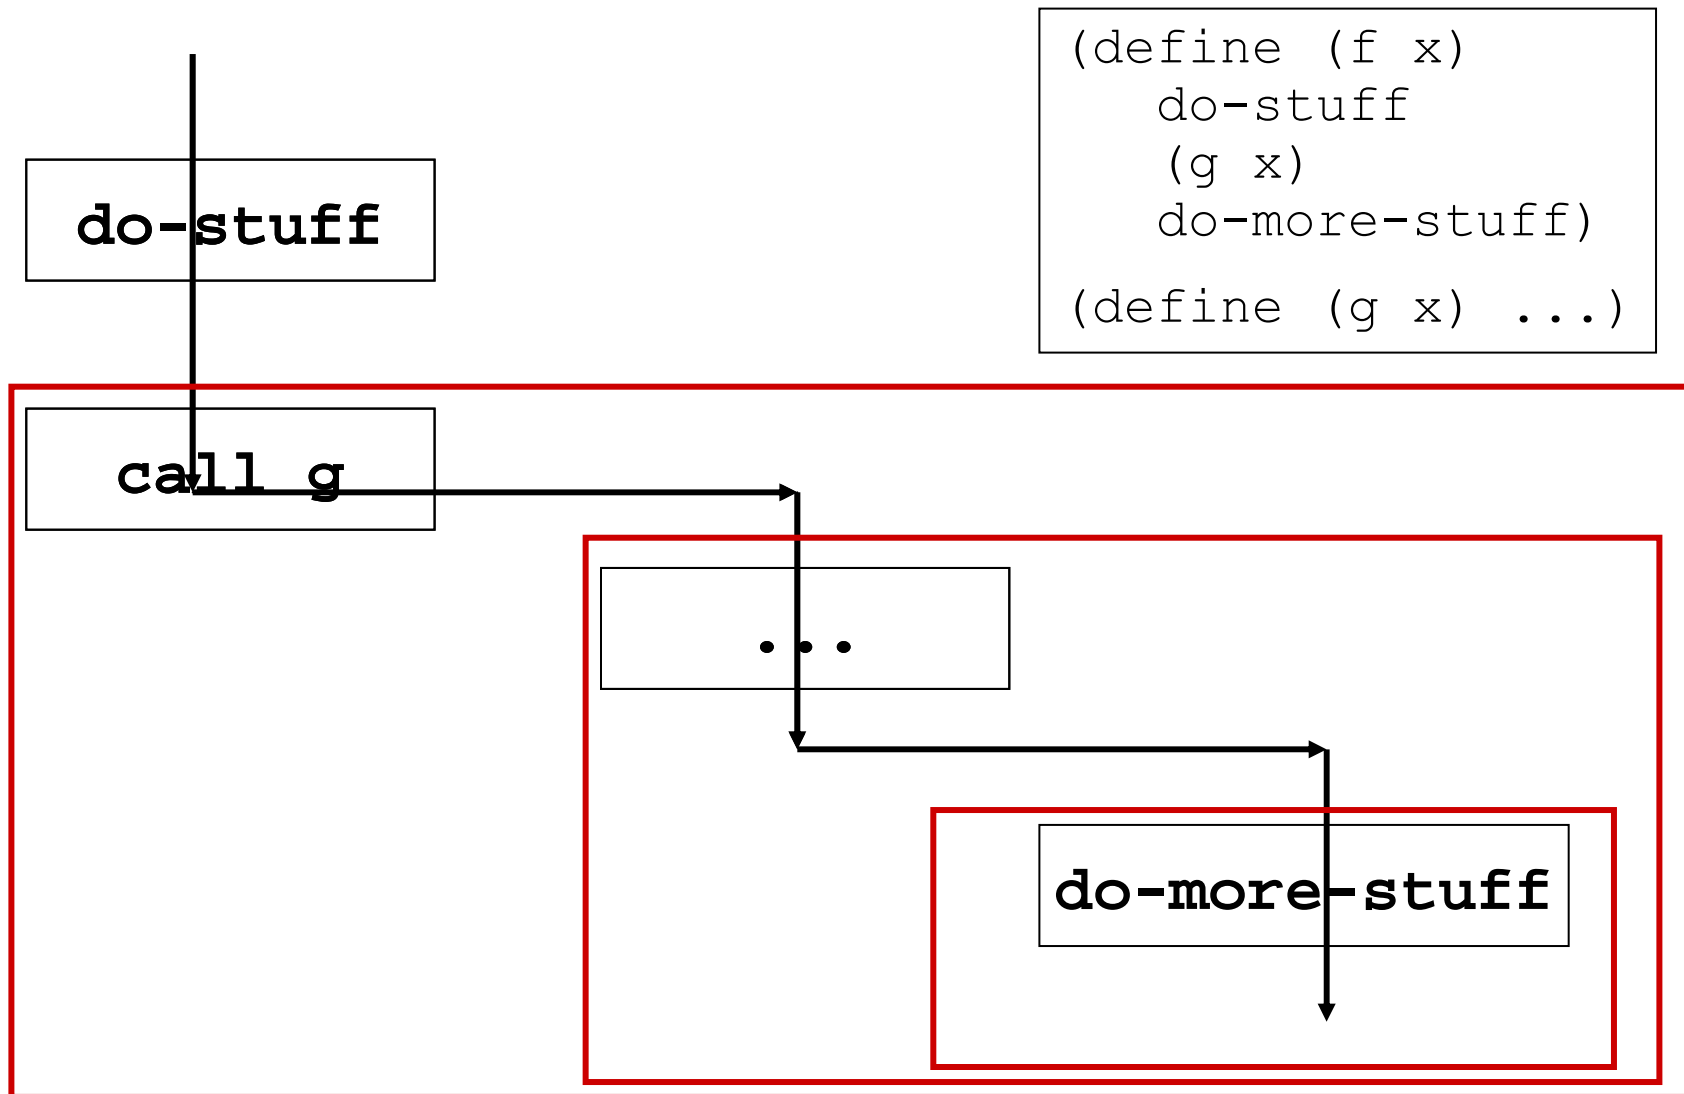 (define (f x)
do-stuff
(g x)
do-more-stuff)
(define (g x) ...)
do-stuff
call g
...
do-more-stuff